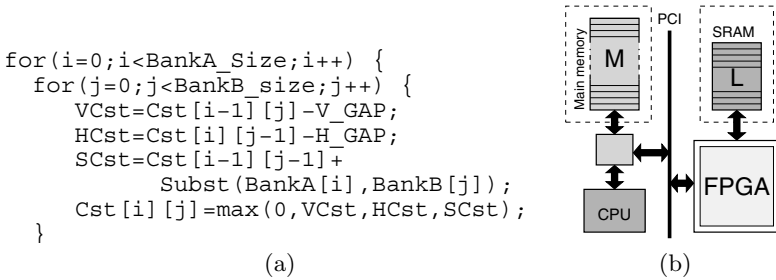 for(i=0;i<BankA_Size;i++) {
for(j=0;j<BankB_size;j++) {
VCst=Cst[i-1][j]-V_GAP;
HCst=Cst[i][j-1]-H_GAP;
SCst=Cst[i-1][j-1]+
Subst(BankA[i],BankB[j]);
Cst[i][j]=max(0,VCst,HCst,SCst);
}
(a)
PCI
Main memory
M
SRAM
L
CPU
FPGA
(b)